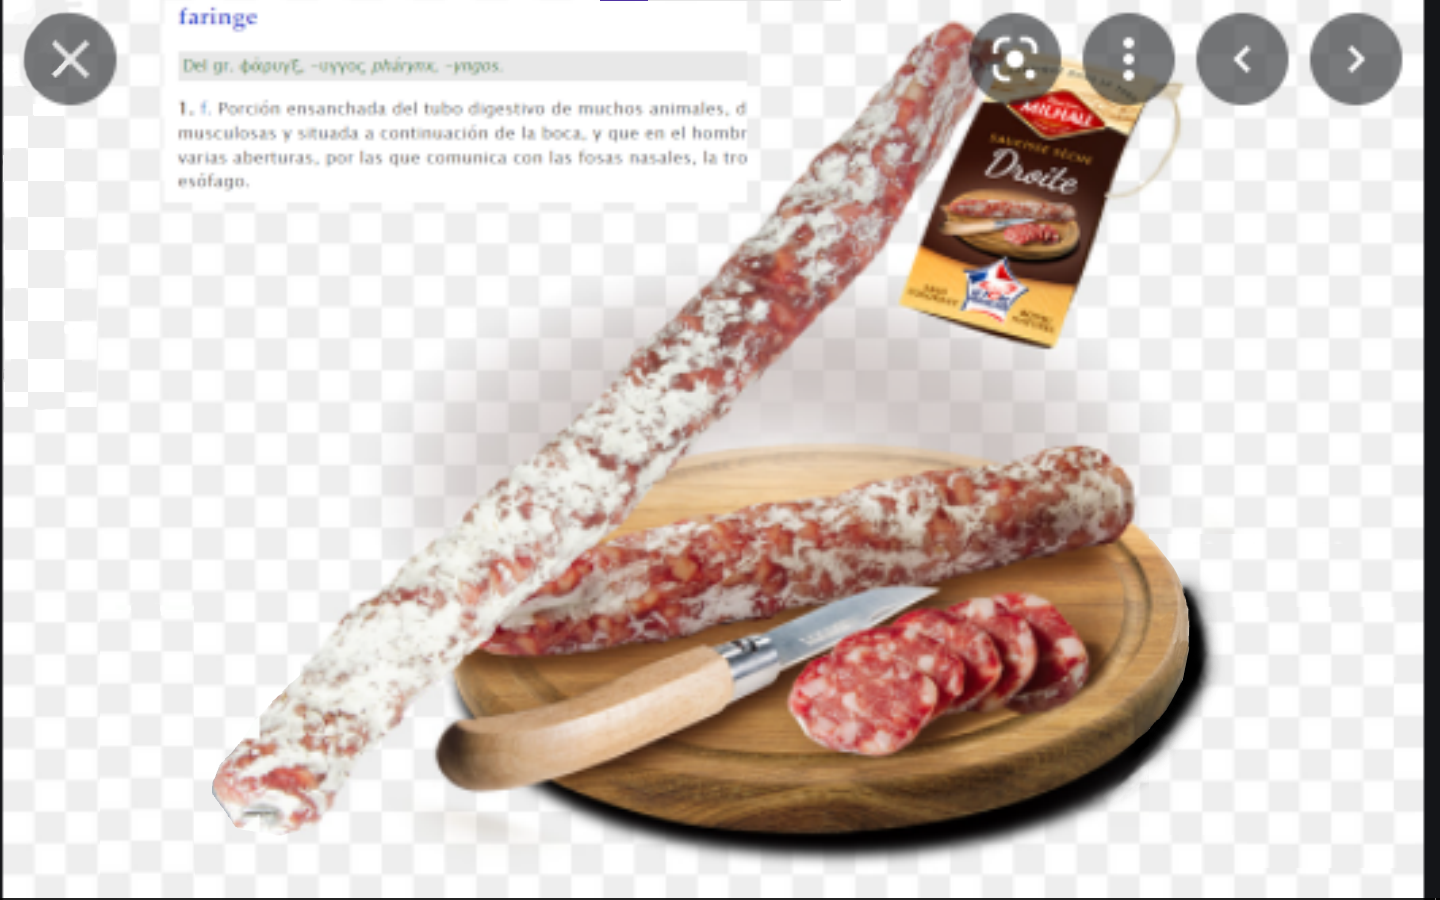 faringe
Del gr. φάρυγξ, -υγγος phárynx, -yngos.
1. f. Porción ensanchada del tubo digestivo de muchos animales, d
musculosas y situada a continuación de la boca, y que en el hombr
varias aberturas, por las que comunica con las fosas nasales, la tro
esófago.
MILHAU
SAUCISSE SÈCHE
Droite